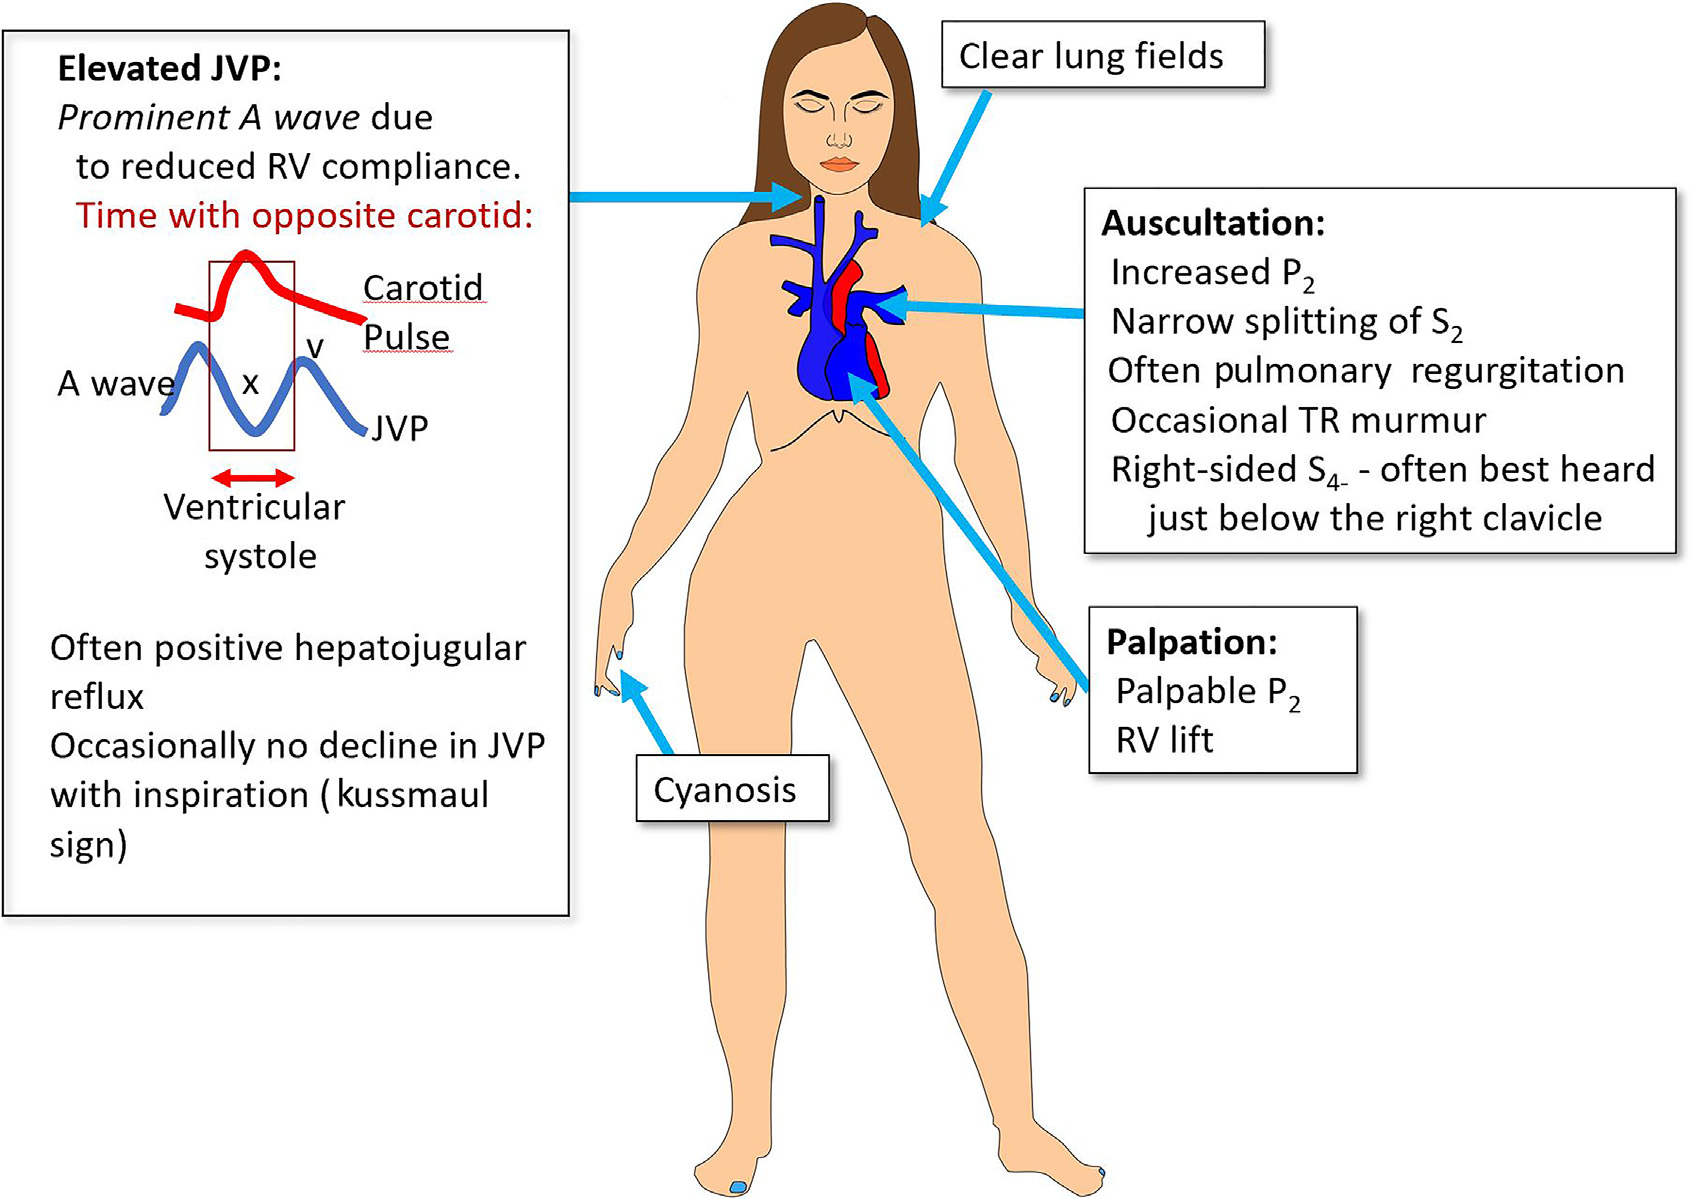 Elevated JVP:
Prominent A wave due
to reduced RV compliance.
Time with opposite carotid:
Carotid
Pulse
A wave
x
v
JVP
Ventricular
systole
Often positive hepatojugular
reflux
Occasionally no decline in JVP
with inspiration (kussmaul
sign)
Clear lung fields
Auscultation:
Increased P2
Narrow splitting of S2
Often pulmonary regurgitation
Occasional TR murmur
Right-sided S4- - often best heard
just below the right clavicle
Palpation:
Palpable P2
RV lift
Cyanosis